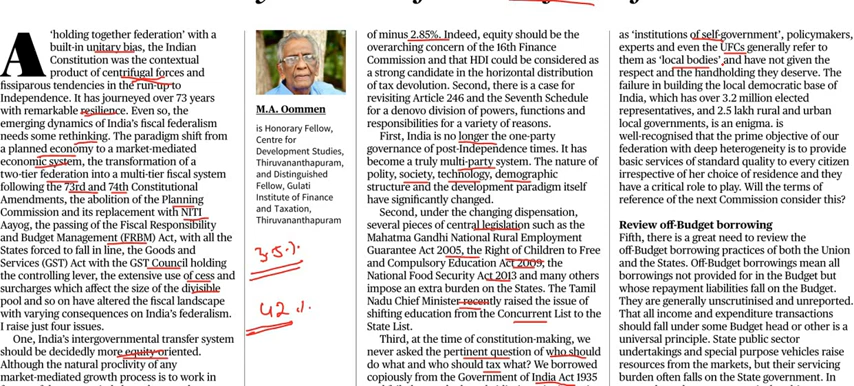 A 'holding together federation' with a
built-in unitary bias, the Indian
Constitution was the contextual
product of centrifugal forces and
fissiparous tendencies in the run-up to
Independence. It has journeyed over 73 years
with remarkable resilience. Even so, the
emerging dynamics of India's fiscal federalism
needs some rethinking. The paradigm shift from
a planned economy to a market-mediated
economic system, the transformation of a
two-tier federation into a multi-tier fiscal system
following the 73rd and 74th Constitutional
Amendments, the abolition of the Planning
Commission and its replacement with NITI
Aayog, the passing of the Fiscal Responsibility
and Budget Management (FRBM) Act, with all the
States forced to fall in line, the Goods and
Services (GST) Act with the GST Council holding
the controlling lever, the extensive use of cess and
surcharges which affect the size of the divisible
pool and so on have altered the fiscal landscape
with varying consequences on India's federalism.
I raise just four issues.
One, India's intergovernmental transfer system
should be decidedly more equity-oriented.
Although the natural proclivity of any
market-mediated growth process is to work in
M.A. Oommen
is Honorary Fellow,
Centre for
Development Studies,
Thiruvananthapuram,
and Distinguished
Fellow, Gulati
Institute of Finance
and Taxation,
Thiruvananthapuram
42%
of minus 2.85%. Indeed, equity should be the
overarching concern of the 16th Finance
Commission and that HDI could be considered as
a strong candidate in the horizontal distribution
of tax devolution. Second, there is a case for
revisiting Article 246 and the Seventh Schedule
for a denovo division of powers, functions and
responsibilities for a variety of reasons.
First, India is no longer the one-party
governance of post-Independence times. It has
become a truly multi-party system. The nature of
polity, society, technology, demographic
structure and the development paradigm itself
have significantly changed.
Second, under the changing dispensation,
several pieces of central legislation such as the
Mahatma Gandhi National Rural Employment
Guarantee Act 2005, the Right of Children to Free
and Compulsory Education Act 2009, the
National Food Security Act 2013 and many others
impose an extra burden on the States. The Tamil
Nadu Chief Minister recently raised the issue of
shifting education from the Concurrent List to the
State List.
Third, at the time of constitution-making, we
never asked the pertinent question of who should
do what and who should tax what? We borrowed
copiously from the Government of India Act 1935
as 'institutions of self-government', policymakers,
experts and even the UFCs generally refer to
them as 'local bodies' and have not given the
respect and the handholding they deserve. The
failure in building the local democratic base of
India, which has over 3.2 million elected
representatives, and 2.5 lakh rural and urban
local governments, is an enigma. is
well-recognised that the prime objective of our
federation with deep heterogeneity is to provide
basic services of standard quality to every citizen
irrespective of her choice of residence and they
have a critical role to play. Will the terms of
reference of the next Commission consider this?
Review off-Budget borrowing
Fifth, there is a great need to review the
off-Budget borrowing practices of both the Union
and the States. Off-Budget borrowings mean all
borrowings not provided for in the Budget but
whose repayment liabilities fall on the Budget.
They are generally unscrutinised and unreported.
That all income and expenditure transactions
should fall under some Budget head or other is a
universal principle. State public sector
undertakings and special purpose vehicles raise
resources from the markets, but their servicing
burden often falls on the State government. In